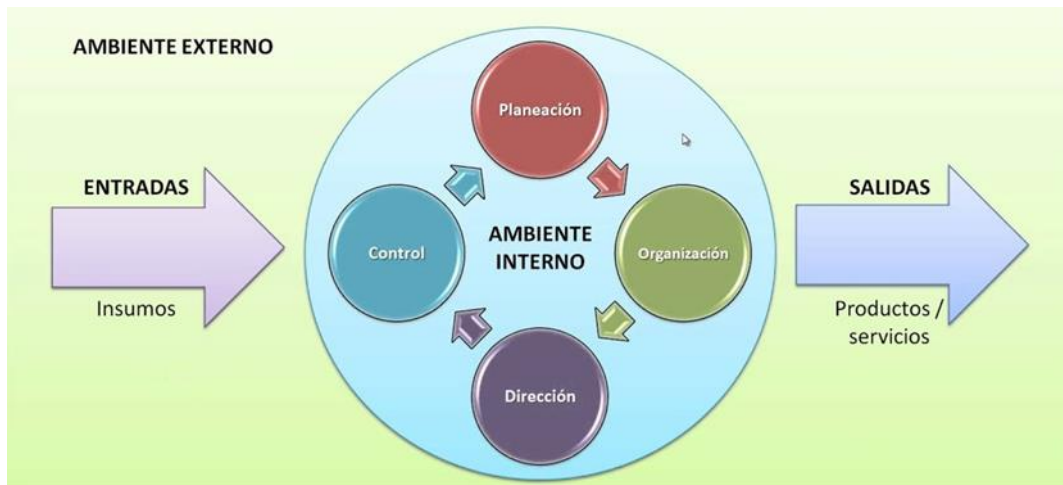 AMBIENTE EXTERNO
Planeación
ENTRADAS
Insumos
Control
AMBIENTE
INTERNO
Organización
Dirección
SALIDAS
Productos /
servicios